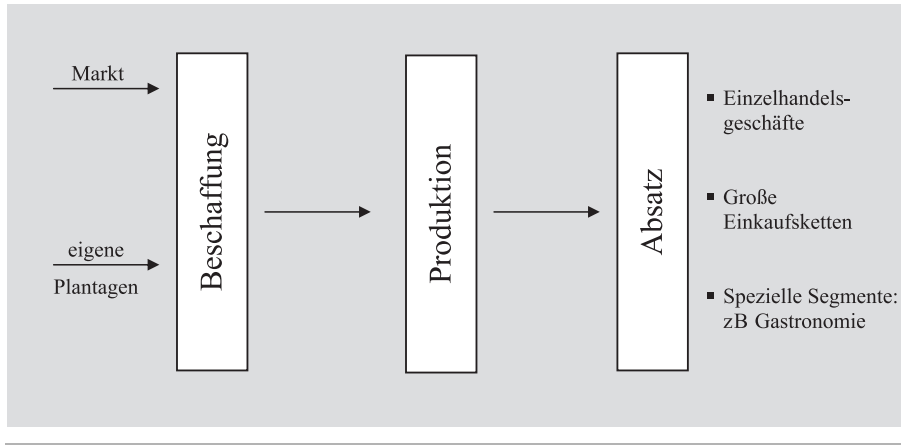 Markt
eigene
Plantagen
Beschaffung
Produktion
Absatz
▪ Einzelhandels-
geschäfte
▪ Große
Einkaufsketten
▪ Spezielle Segmente:
zB Gastronomie